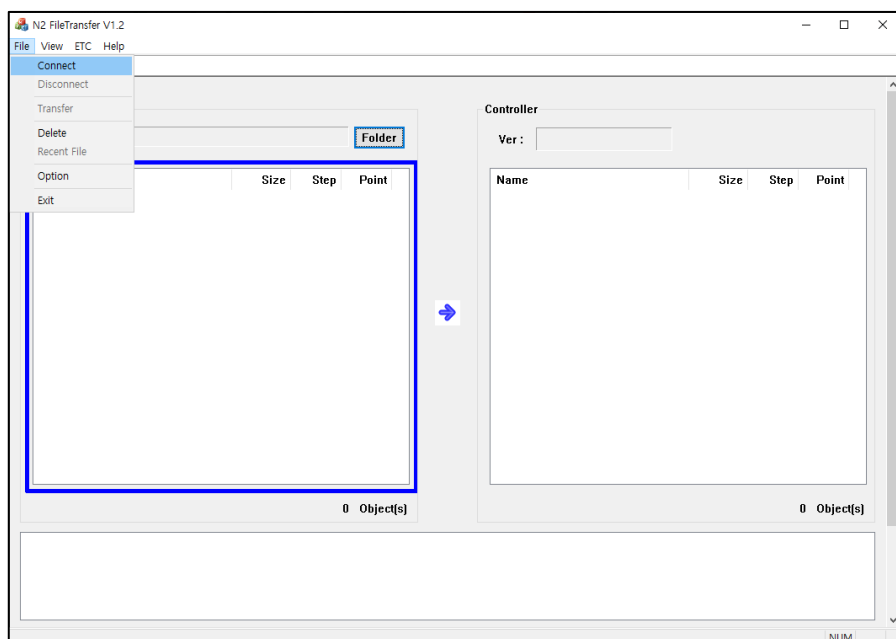 N2 FileTransfer V1.2
File View ETC Help
Connect
Disconnect
Transfer
Delete
Recent File
Option
Exit
Folder
Size Step Point
0 Object(s)
Controller
Ver :
Name Size Step Point
0 Object(s)
NUM